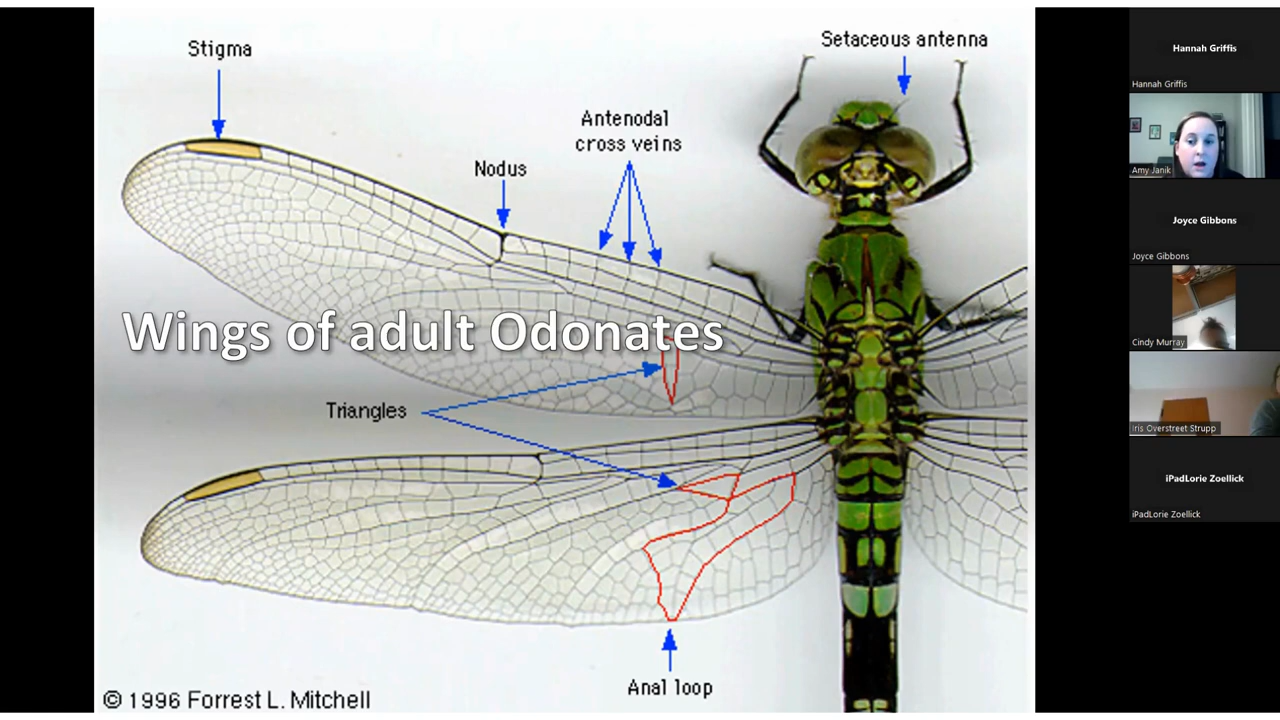 Stigma
Setaceous antenna
Antenodal
cross veins
Nodus
Wings of adult Odonates
Triangles
Anal loop
© 1996 Forrest L. Mitchell
Hannah Griffis
Hannah Griffis
Amy Janik
Joyce Gibbons
Joyce Gibbons
Cindy Murray
Iris Overstreet Strupp
iPadLorie Zoellick
iPadLorie Zoellick